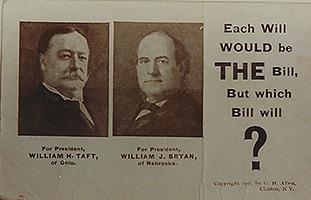 For President,
WILLIAM H. TAFT,
of Ohio.
For President,
WILLIAM J. BRYAN,
of Nebraska.
Each Will
WOULD be
THE Bill,
But which
Bill will
?
Copyright by G. H. Allen,
Clinton, N.Y.